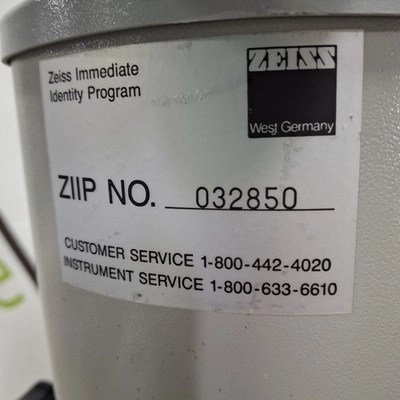 Zeiss Immediate
Identity Program
ZEISS
West Germany
ZIIP NO. 032850
CUSTOMER SERVICE 1-800-442-4020
INSTRUMENT SERVICE 1-800-633-6610